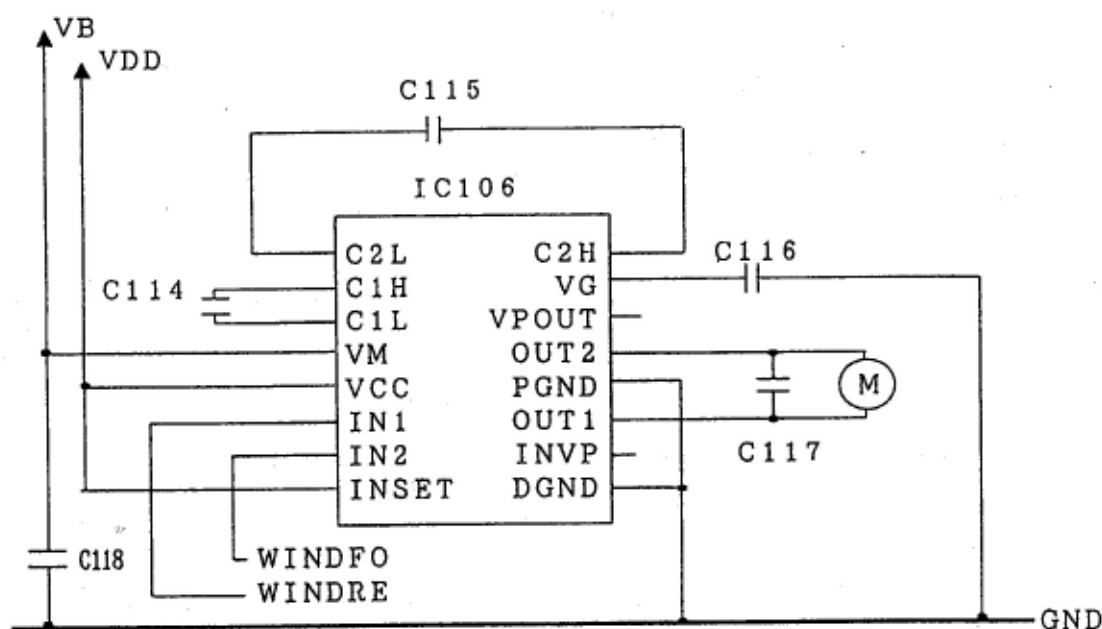 VB
VDD
C115
IC106
C2L
C2H
C116
C114
C1H
VG
C1L
VPOUT
VM
OUT2
VCC
PGND
M
IN1
OUT1
C117
IN2
INVP
INSET
DGND
C118
WINDFO
WINDRE
GND